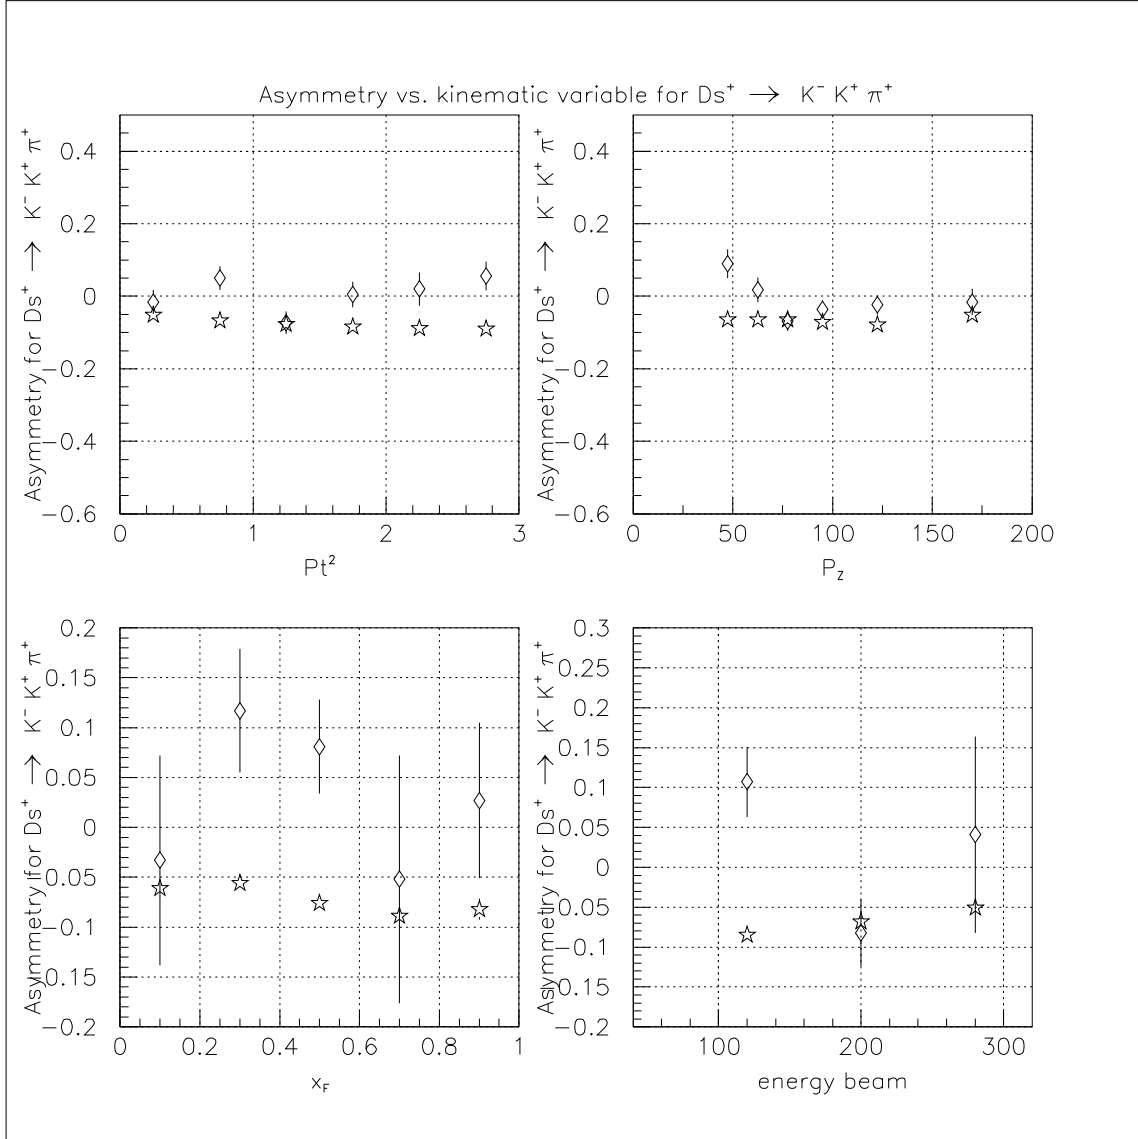 Asymmetry vs. kinematic variable for Ds⁺ → K⁻ K⁺ π⁺
Asymmetry for Ds⁺ → K⁻ K⁺ π⁺
0.4
0.2
0
−0.2
−0.4
−0.6
0 1 2 3
Pt²
Asymmetry for Ds⁺ → K⁻ K⁺ π⁺
0.4
0.2
0
−0.2
−0.4
−0.6
0 50 100 150 200
P_z
Asymmetry for Ds⁺ → K⁻ K⁺ π⁺
0.2
0.15
0.1
0.05
0
−0.05
−0.1
−0.15
−0.2
0 0.2 0.4 0.6 0.8 1
x_F
Asymmetry for Ds⁺ → K⁻ K⁺ π⁺
0.3
0.25
0.2
0.15
0.1
0.05
0
−0.05
−0.1
−0.15
−0.2
100 200 300
energy beam